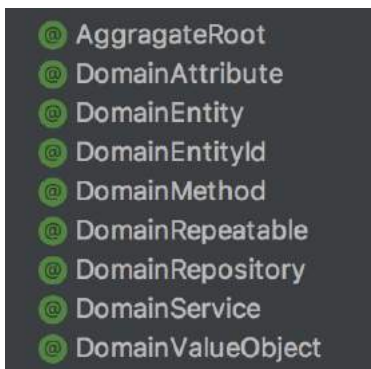 @ AggragateRoot
@ DomainAttribute
@ DomainEntity
@ DomainEntityId
@ DomainMethod
@ DomainRepeatable
@ DomainRepository
@ DomainService
@ DomainValueObject